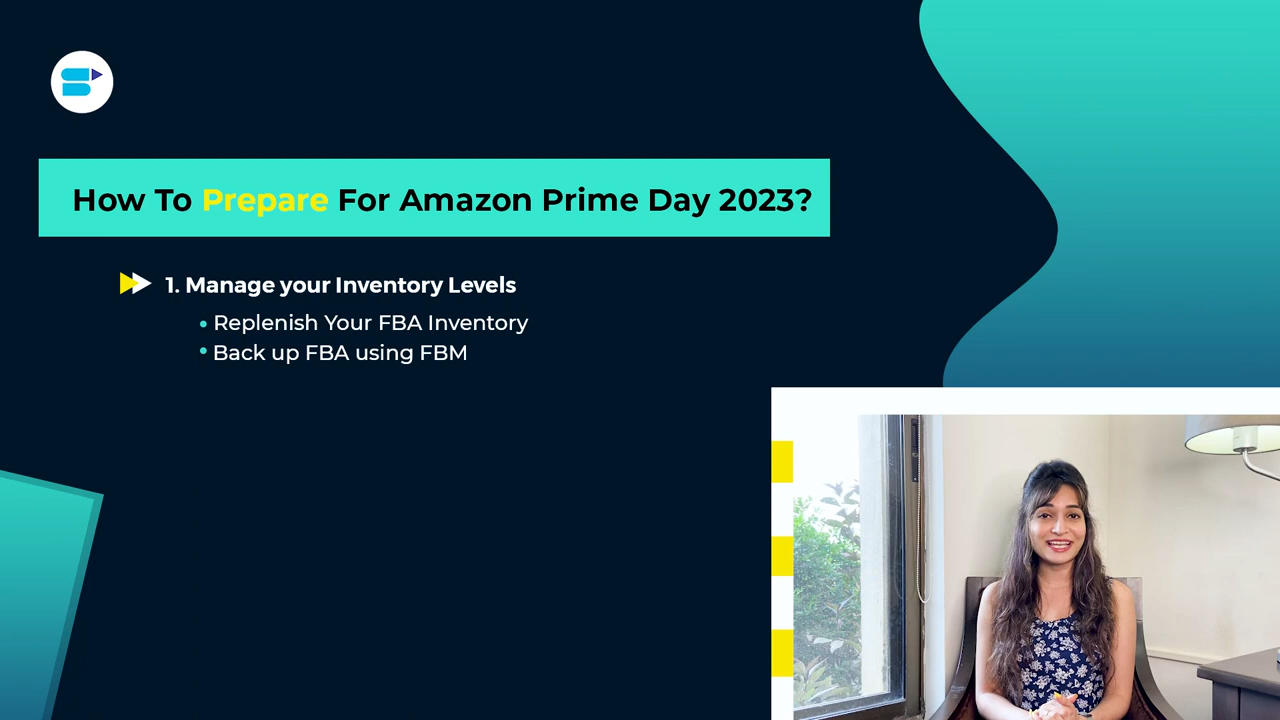 How To Prepare For Amazon Prime Day 2023?
1. Manage your Inventory Levels
• Replenish Your FBA Inventory
• Back up FBA using FBM